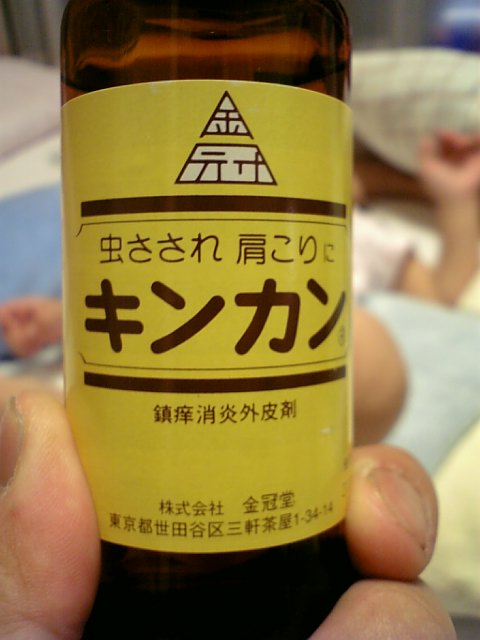 金
冠
虫さされ 肩こりに
キンカン®
鎮痒消炎外皮剤
株式会社 金冠堂
東京都世田谷区三軒茶屋1-34-14